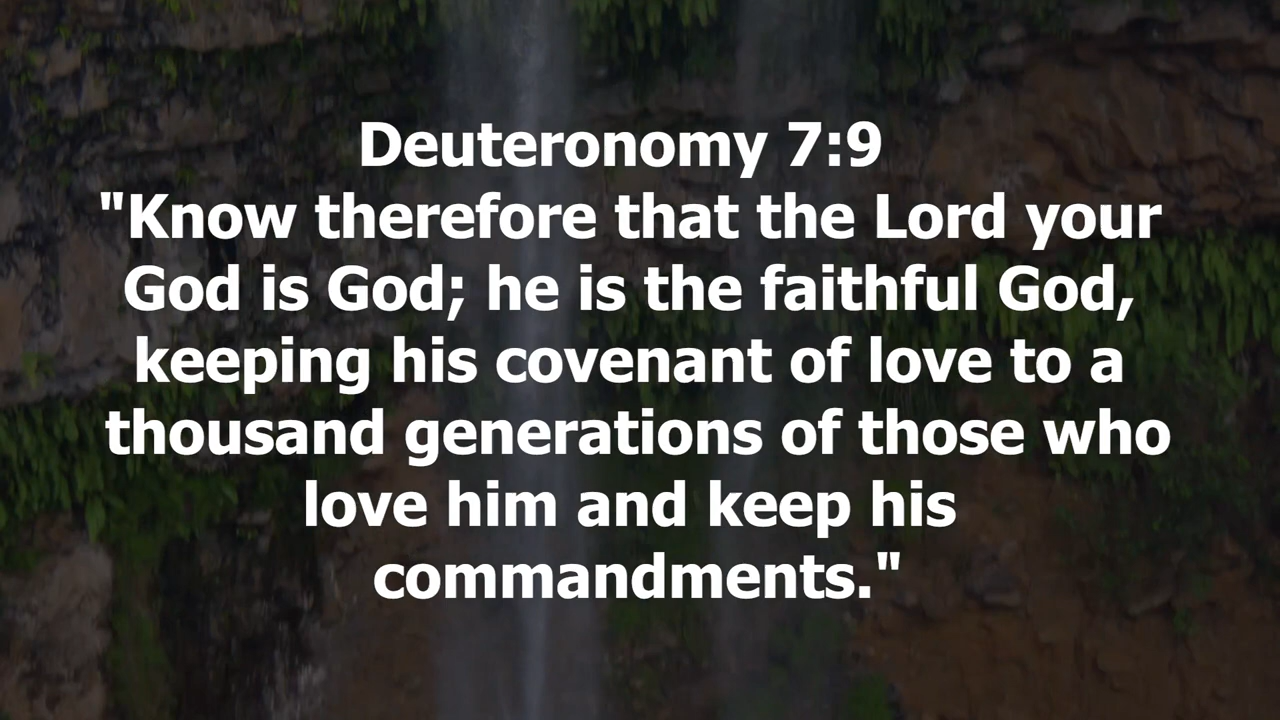 Deuteronomy 7:9
"Know therefore that the Lord your
God is God; he is the faithful God,
keeping his covenant of love to a
thousand generations of those who
love him and keep his
commandments."